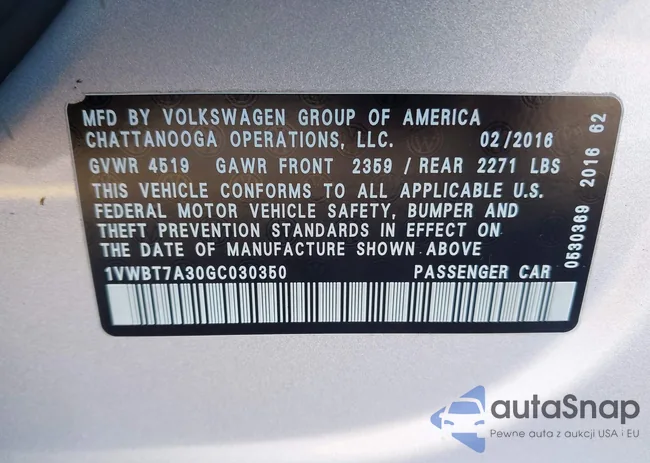 MFD BY VOLKSWAGEN GROUP OF AMERICA
CHATTANOOGA OPERATIONS, LLC. 02/2016
GVWR 4519 GAWR FRONT 2359 / REAR 2271 LBS
THIS VEHICLE CONFORMS TO ALL APPLICABLE U.S.
FEDERAL MOTOR VEHICLE SAFETY, BUMPER AND
THEFT PREVENTION STANDARDS IN EFFECT ON
THE DATE OF MANUFACTURE SHOWN ABOVE
1VWBT7A30GC030350 PASSENGER CAR
0530369 2016 62
autaSnap
Pewne auta z aukcji USA i EU